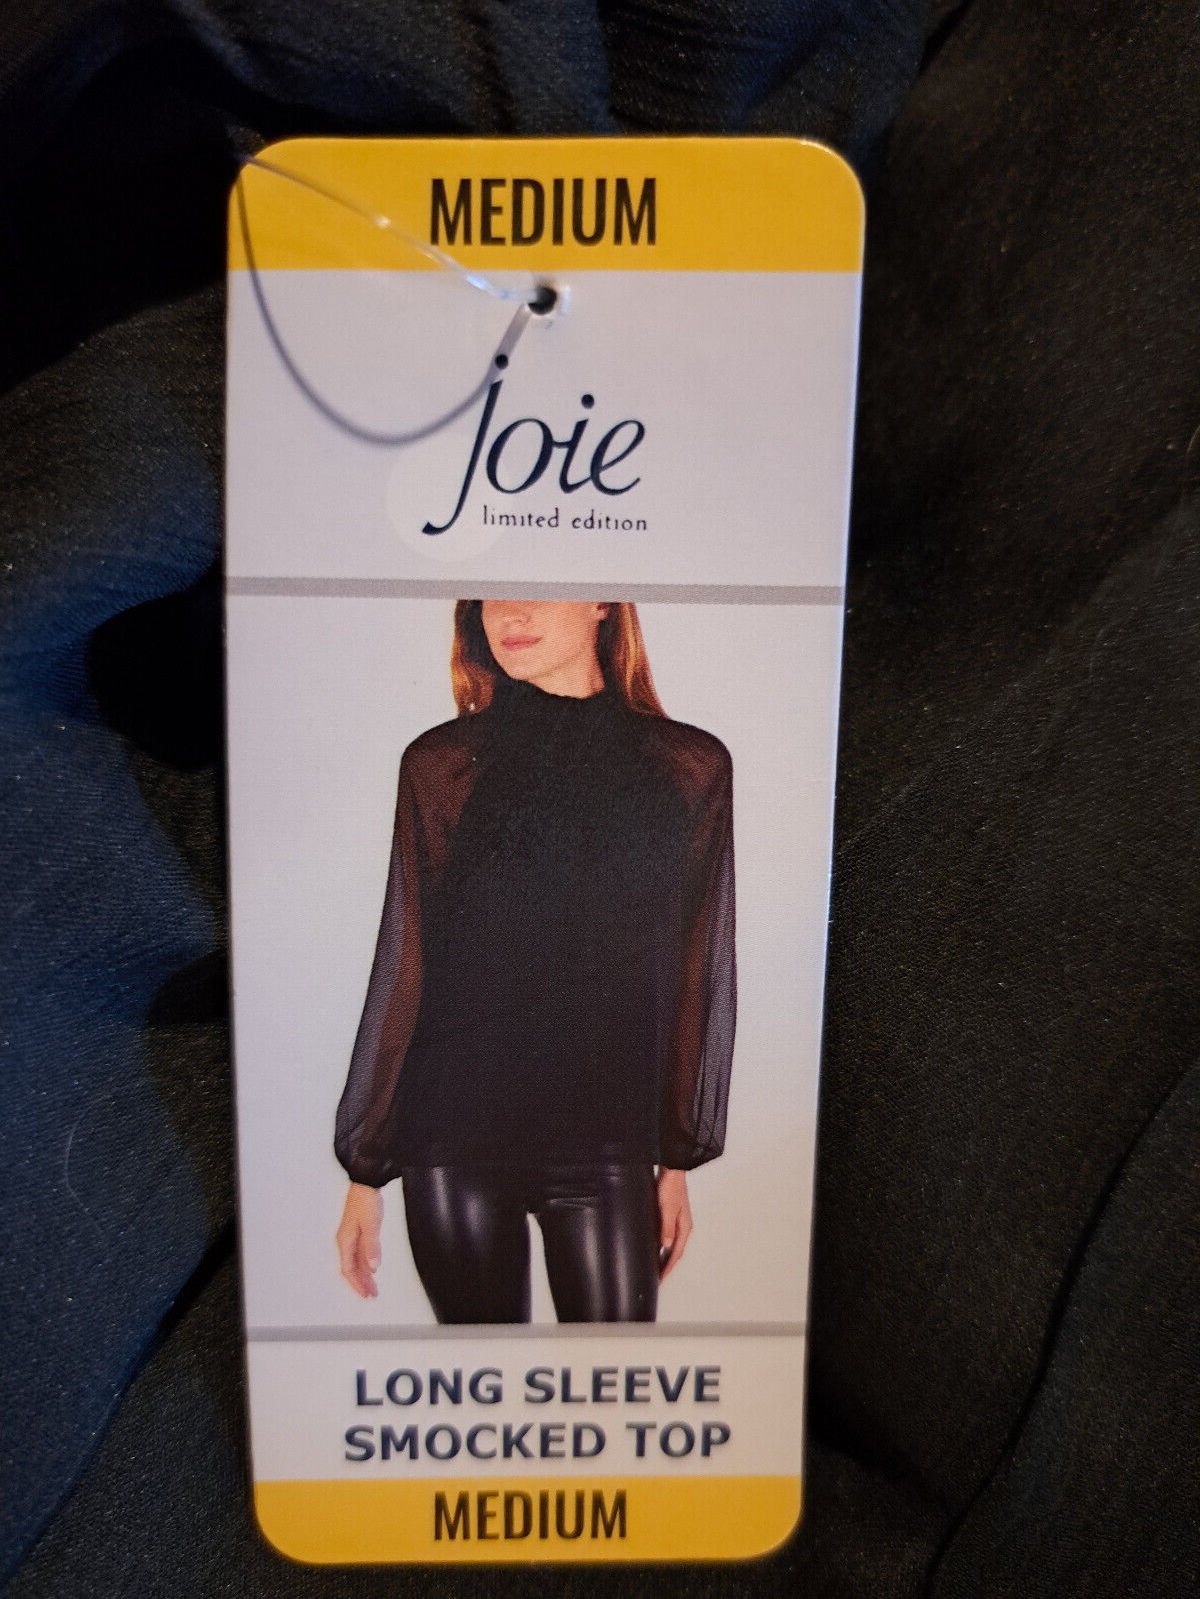 MEDIUM
Joie
limited edition
LONG SLEEVE
SMOCKED TOP
MEDIUM